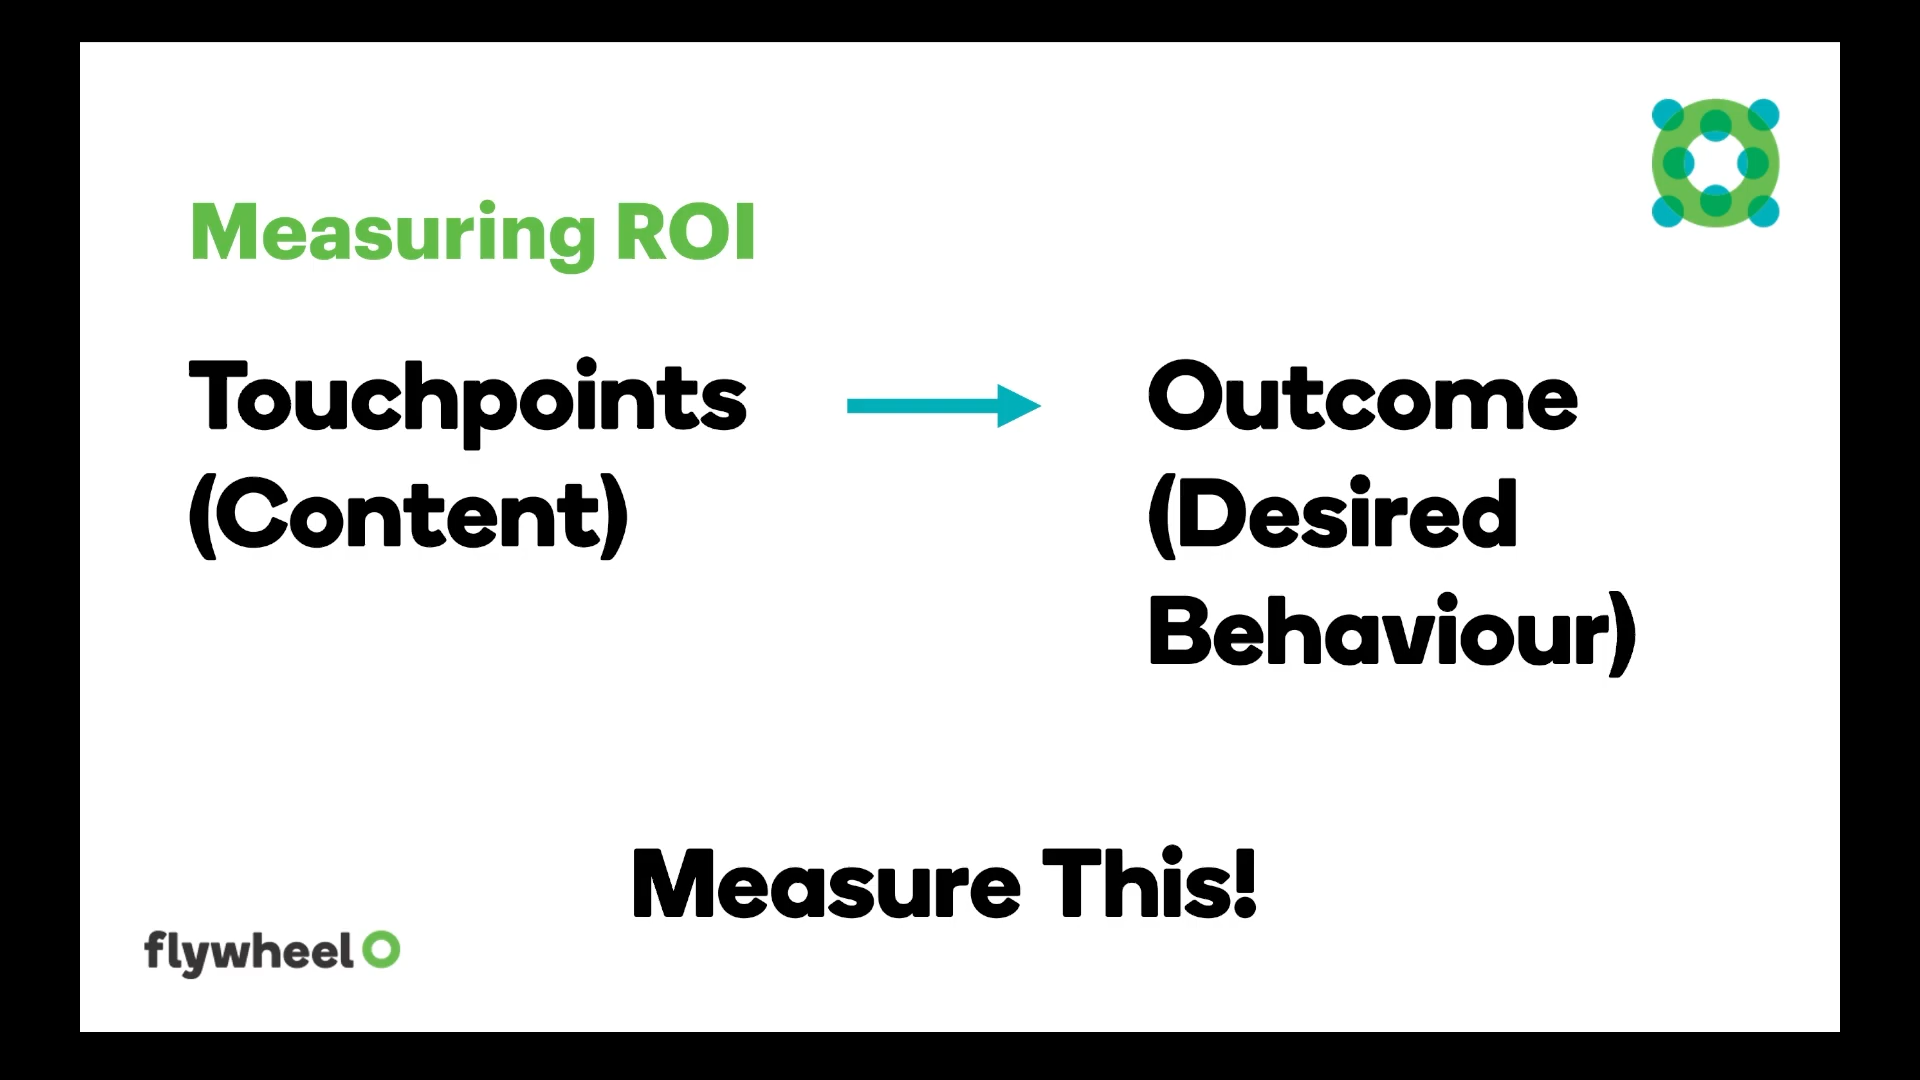 Measuring ROI
Touchpoints
(Content)
Outcome
(Desired
Behaviour)
Measure This!
flywheel